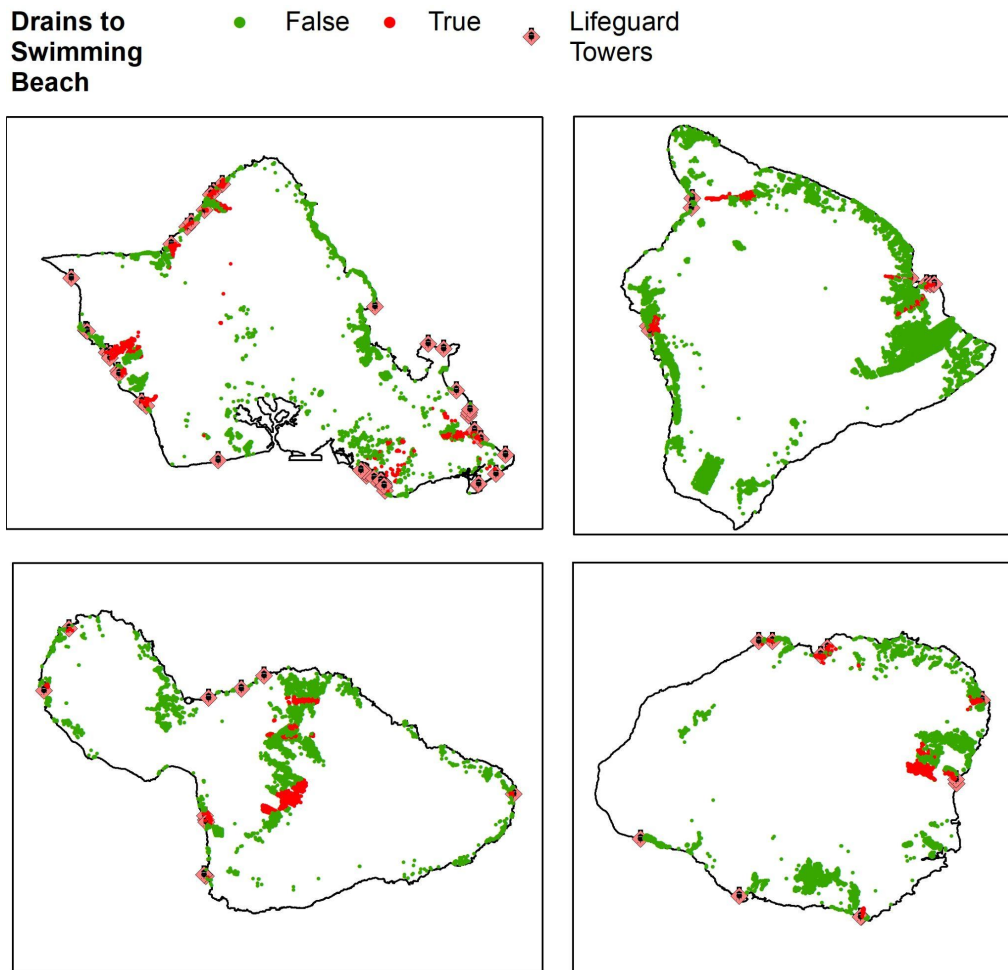 Drains to
Swimming
Beach
False
True
Lifeguard
Towers